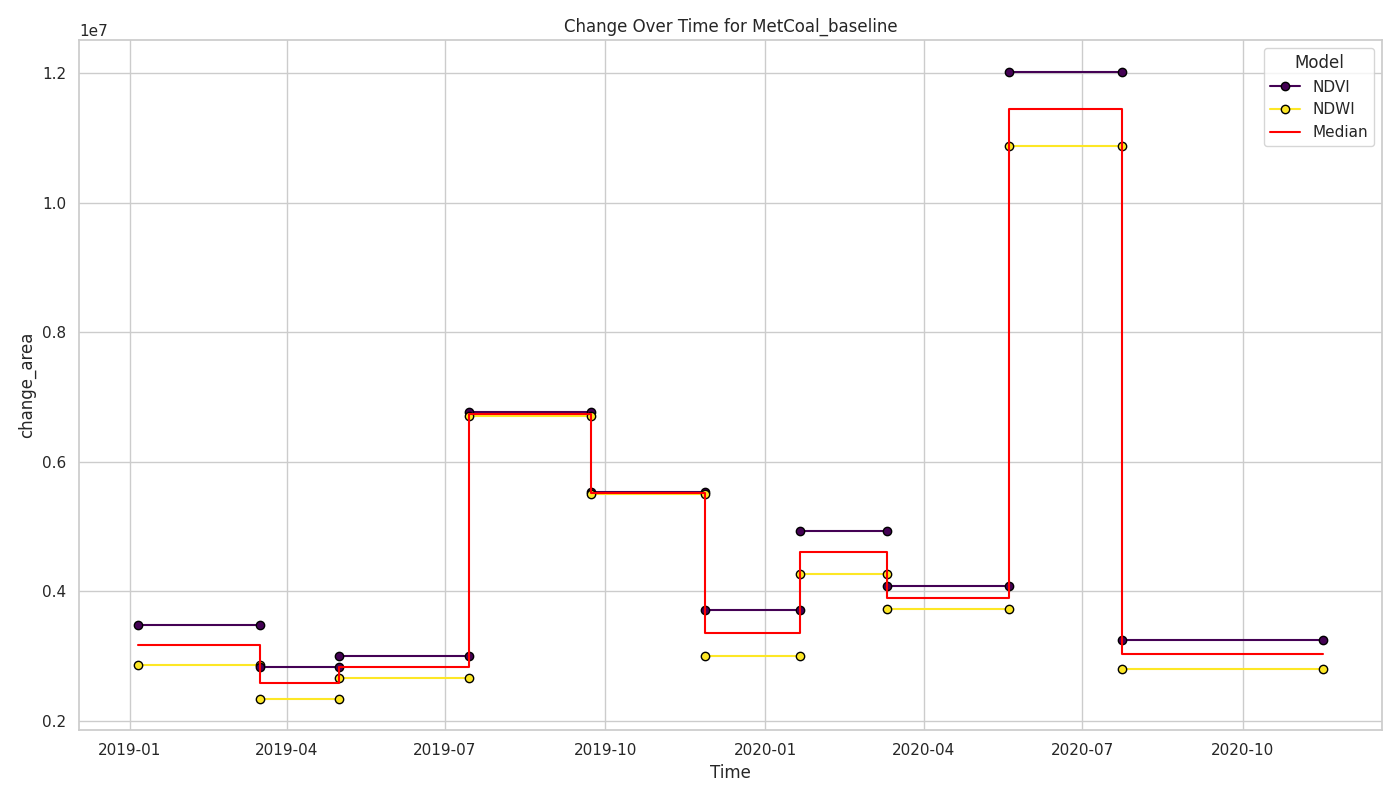 Change Over Time for MetCoal_baseline
1e7
Model
NDVI
NDWI
Median
1.2
1.0
0.8
0.6
0.4
0.2
change_area
2019-01 2019-04 2019-07 2019-10 2020-01 2020-04 2020-07 2020-10
Time